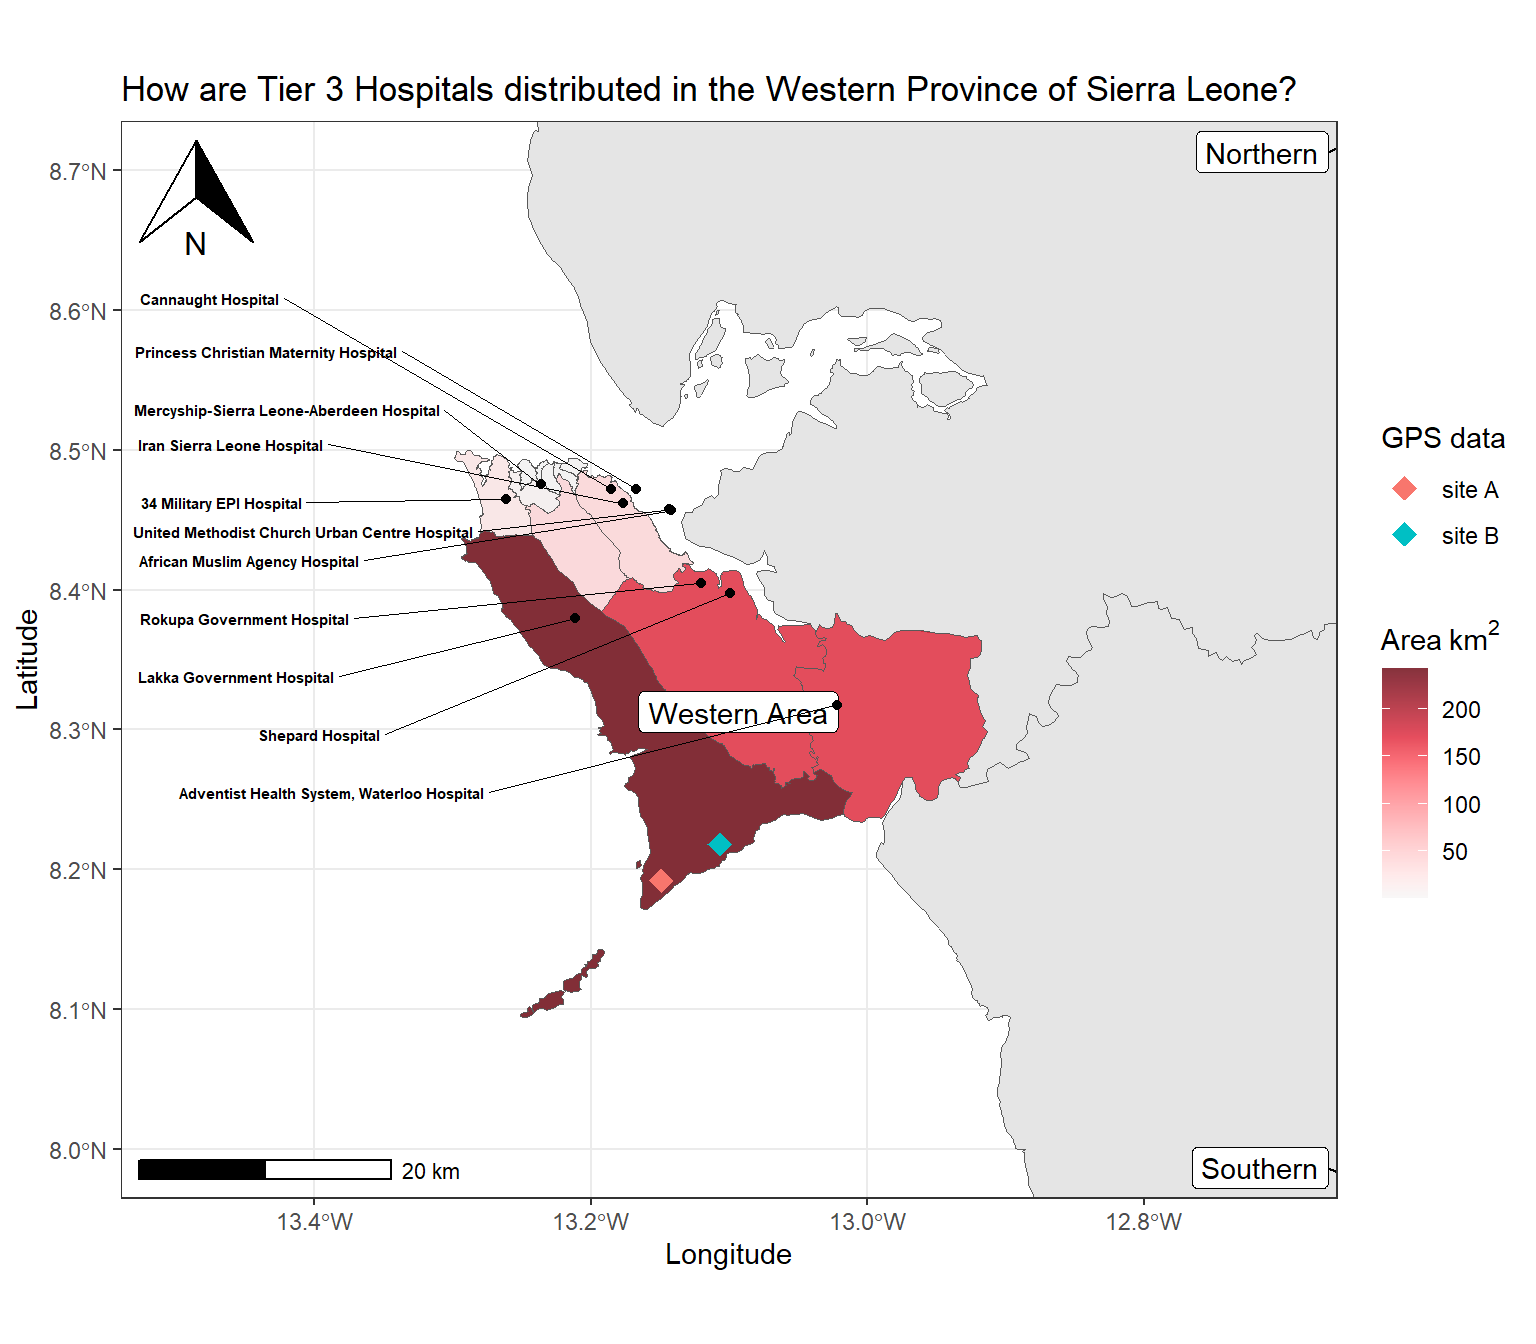 How are Tier 3 Hospitals distributed in the Western Province of Sierra Leone?
Northern
8.7°N
N
Cannaught Hospital
8.6°N
Princess Christian Maternity Hospital
Mercyship-Sierra Leone-Aberdeen Hospital
Iran Sierra Leone Hospital
8.5°N
34 Military EPI Hospital
United Methodist Church Urban Centre Hospital
African Muslim Agency Hospital
8.4°N
Rokupa Government Hospital
Lakka Government Hospital
Western Area
Shepard Hospital
8.3°N
Adventist Health System, Waterloo Hospital
8.2°N
8.1°N
8.0°N
20 km
Southern
13.4°W
13.2°W
13.0°W
12.8°W
Longitude
Latitude
GPS data
site A
site B
Area km²
200
150
100
50